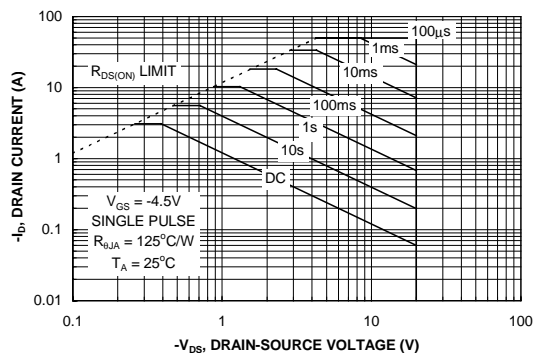 100
10
1
0.1
0.01
-I_D, DRAIN CURRENT (A)
R_DS(ON) LIMIT
100μs
1ms
10ms
100ms
1s
10s
DC
V_GS = -4.5V
SINGLE PULSE
R_θJA = 125°C/W
T_A = 25°C
0.1
1
10
100
-V_DS, DRAIN-SOURCE VOLTAGE (V)